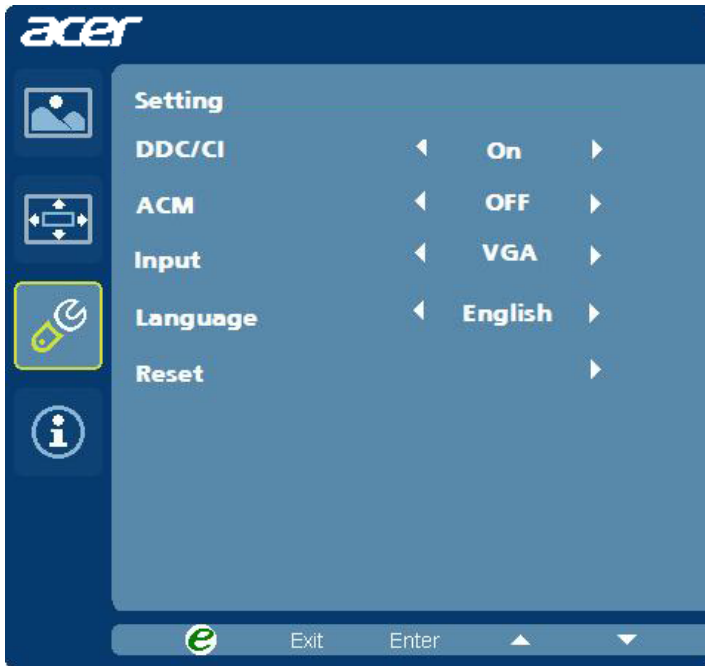 acer
Setting
DDC/CI On
ACM OFF
Input VGA
Language English
Reset
e Exit Enter